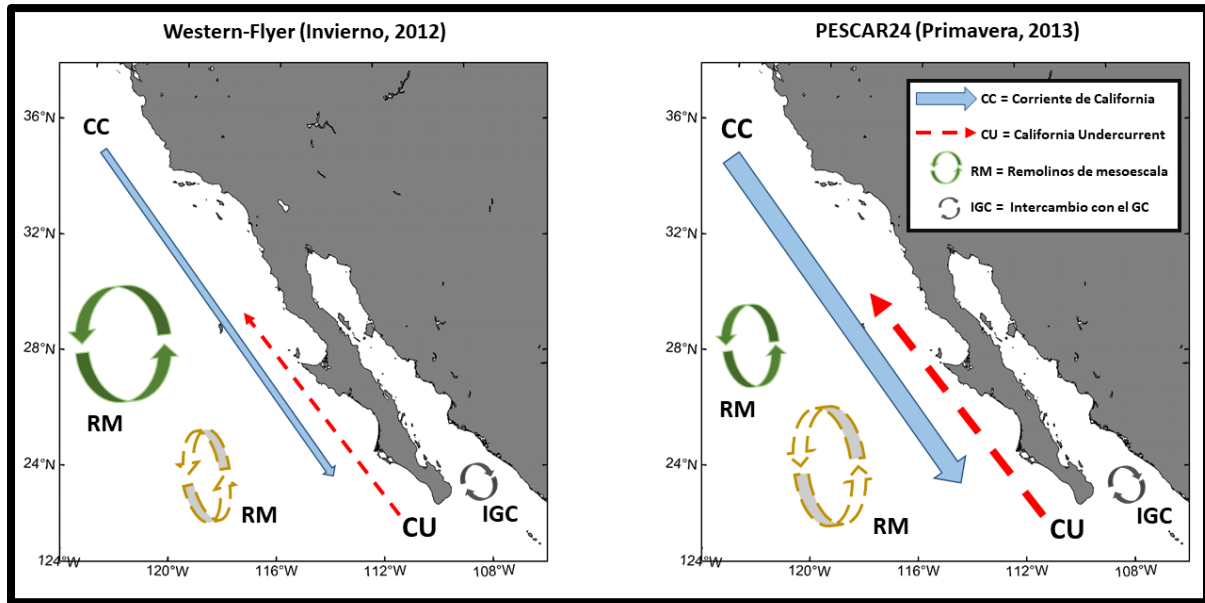 Western-Flyer (Invierno, 2012)
36°N
32°N
28°N
24°N
124°W
120°W
116°W
112°W
108°W
CC
RM
RM
CU
IGC
PESCAR24 (Primavera, 2013)
CC = Corriente de California
CU = California Undercurrent
RM = Remolinos de mesoescala
IGC = Intercambio con el GC
36°N
32°N
28°N
24°N
124°W
120°W
116°W
112°W
108°W
CC
RM
RM
CU
IGC